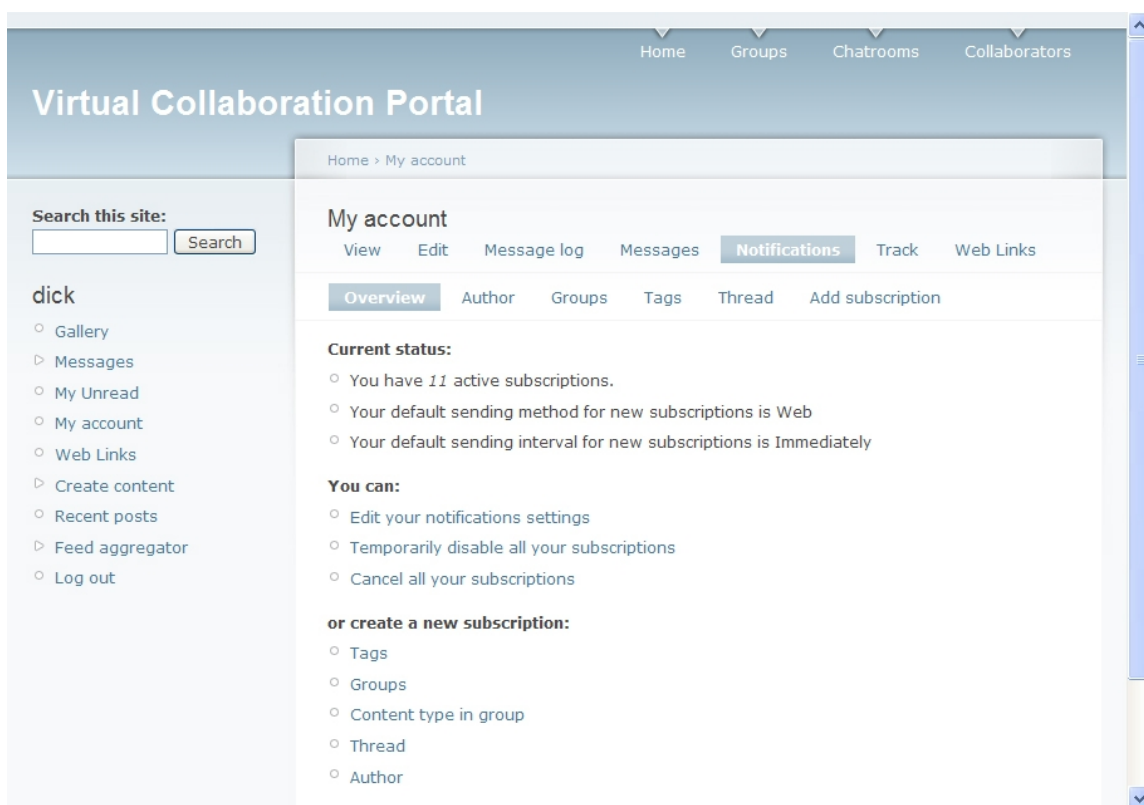 Home Groups Chatrooms Collaborators
Virtual Collaboration Portal
Home › My account
Search this site:
Search
dick
Gallery
Messages
My Unread
My account
Web Links
Create content
Recent posts
Feed aggregator
Log out
My account
View Edit Message log Messages Notifications Track Web Links
Overview Author Groups Tags Thread Add subscription
Current status:
You have 11 active subscriptions.
Your default sending method for new subscriptions is Web
Your default sending interval for new subscriptions is Immediately
You can:
Edit your notifications settings
Temporarily disable all your subscriptions
Cancel all your subscriptions
or create a new subscription:
Tags
Groups
Content type in group
Thread
Author